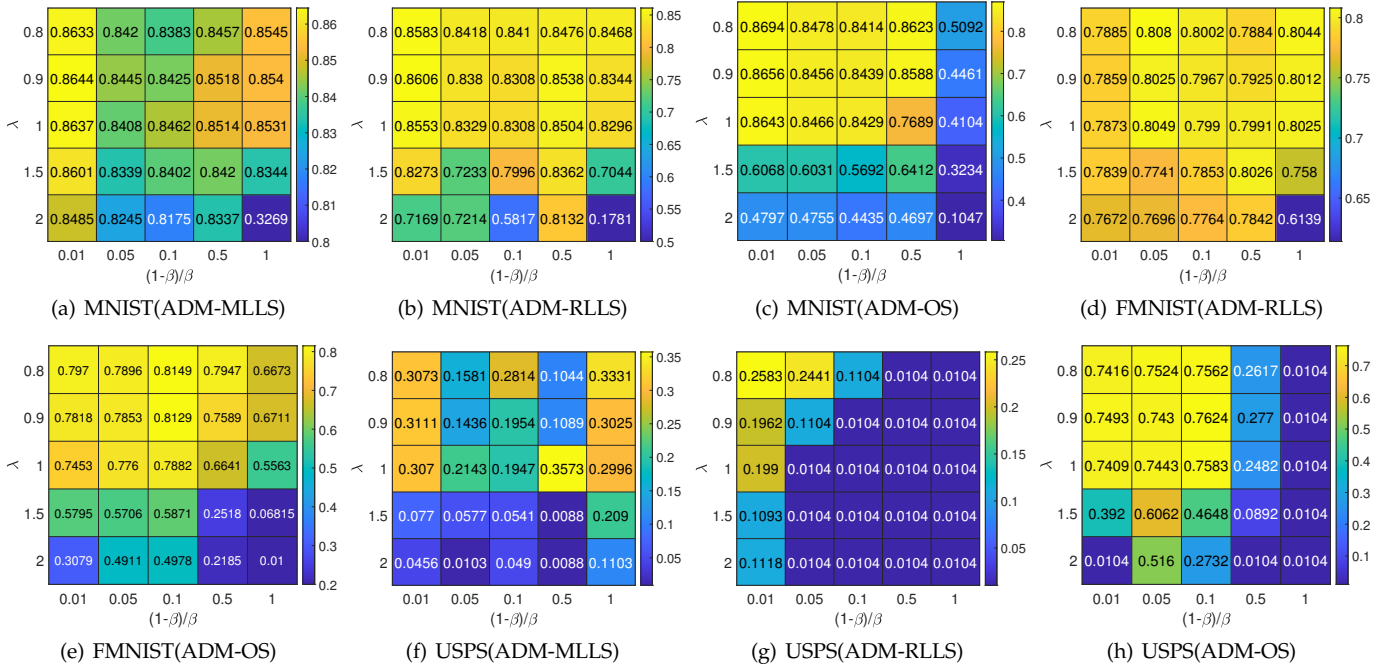 0.8 0.8633 0.842 0.8383 0.8457 0.8545
0.9 0.8644 0.8445 0.8425 0.8518 0.854
λ 1 0.8637 0.8408 0.8462 0.8514 0.8531
1.5 0.8601 0.8339 0.8402 0.842 0.8344
2 0.8485 0.8245 0.8175 0.8337 0.3269
0.01 0.05 0.1 0.5 1
(1-β)/β
0.86
0.85
0.84
0.83
0.82
0.81
0.8
(a) MNIST(ADM-MLLS)
0.8 0.8583 0.8418 0.841 0.8476 0.8468
0.9 0.8606 0.838 0.8308 0.8538 0.8344
λ 1 0.8553 0.8329 0.8308 0.8504 0.8296
1.5 0.8273 0.7233 0.7996 0.8362 0.7044
2 0.7169 0.7214 0.5817 0.8132 0.1781
0.01 0.05 0.1 0.5 1
(1-β)/β
0.85
0.8
0.75
0.7
0.65
0.6
0.55
0.5
(b) MNIST(ADM-RLLS)
0.8 0.8694 0.8478 0.8414 0.8623 0.5092
0.9 0.8656 0.8456 0.8439 0.8588 0.4461
λ 1 0.8643 0.8466 0.8429 0.7689 0.4104
1.5 0.6068 0.6031 0.5692 0.6412 0.3234
2 0.4797 0.4755 0.4435 0.4697 0.1047
0.01 0.05 0.1 0.5 1
(1-β)/β
0.8
0.7
0.6
0.5
0.4
(c) MNIST(ADM-OS)
0.8 0.7885 0.808 0.8002 0.7884 0.8044
0.9 0.7859 0.8025 0.7967 0.7925 0.8012
λ 1 0.7873 0.8049 0.799 0.7991 0.8025
1.5 0.7839 0.7741 0.7853 0.8026 0.758
2 0.7672 0.7696 0.7764 0.7842 0.6139
0.01 0.05 0.1 0.5 1
(1-β)/β
0.8
0.75
0.7
0.65
(d) FMNIST(ADM-RLLS)
0.8 0.797 0.7896 0.8149 0.7947 0.6673
0.9 0.7818 0.7853 0.8129 0.7589 0.6711
λ 1 0.7453 0.776 0.7882 0.6641 0.5563
1.5 0.5795 0.5706 0.5871 0.2518 0.06815
2 0.3079 0.4911 0.4978 0.2185 0.01
0.01 0.05 0.1 0.5 1
(1-β)/β
0.8
0.7
0.6
0.5
0.4
0.3
0.2
(e) FMNIST(ADM-OS)
0.8 0.3073 0.1581 0.2814 0.1044 0.3331
0.9 0.3111 0.1436 0.1954 0.1089 0.3025
λ 1 0.307 0.2143 0.1947 0.3573 0.2996
1.5 0.077 0.0577 0.0541 0.0088 0.209
2 0.0456 0.0103 0.049 0.0088 0.1103
0.01 0.05 0.1 0.5 1
(1-β)/β
0.35
0.3
0.25
0.2
0.15
0.1
0.05
(f) USPS(ADM-MLLS)
0.8 0.2583 0.2441 0.1104 0.0104 0.0104
0.9 0.1962 0.1104 0.0104 0.0104 0.0104
λ 1 0.199 0.0104 0.0104 0.0104 0.0104
1.5 0.1093 0.0104 0.0104 0.0104 0.0104
2 0.1118 0.0104 0.0104 0.0104 0.0104
0.01 0.05 0.1 0.5 1
(1-β)/β
0.25
0.2
0.15
0.1
0.05
(g) USPS(ADM-RLLS)
0.8 0.7416 0.7524 0.7562 0.2617 0.0104
0.9 0.7493 0.743 0.7624 0.277 0.0104
λ 1 0.7409 0.7443 0.7583 0.2482 0.0104
1.5 0.392 0.6062 0.4648 0.0892 0.0104
2 0.0104 0.516 0.2732 0.0104 0.0104
0.01 0.05 0.1 0.5 1
(1-β)/β
0.7
0.6
0.5
0.4
0.3
0.2
0.1
(h) USPS(ADM-OS)